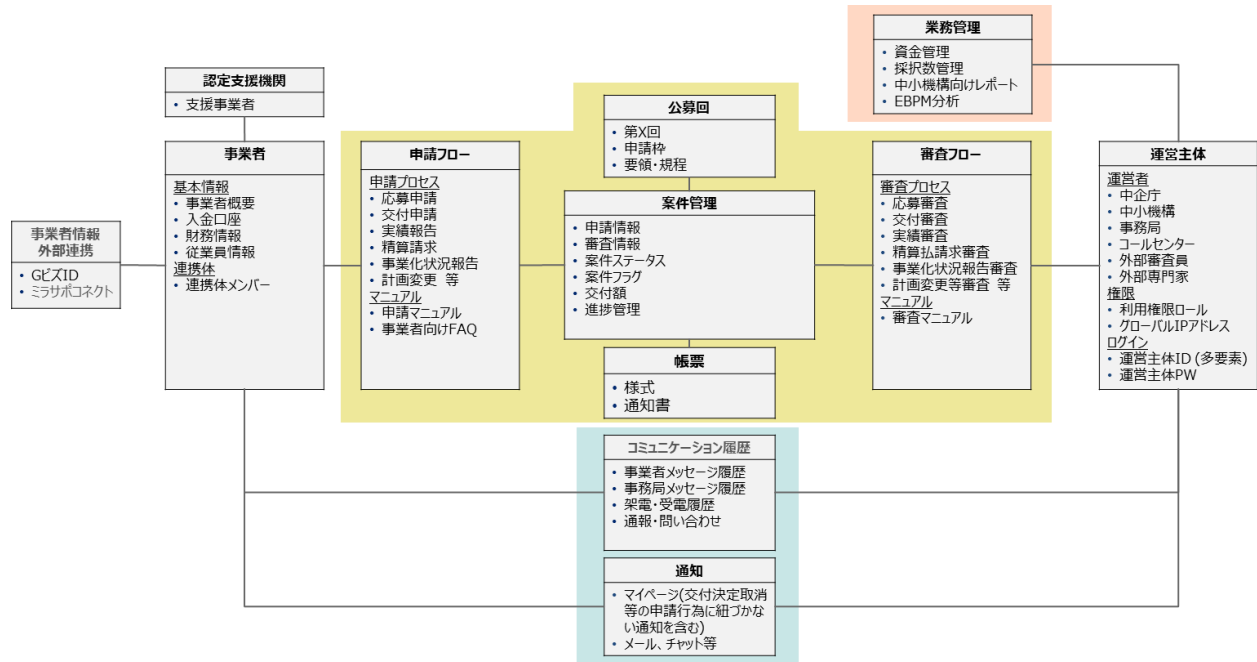 業務管理
• 資金管理
• 採択数管理
• 中小機構向けレポート
• EBPM分析
認定支援機関
• 支援事業者
公募回
• 第X回
• 申請枠
• 要領・規程
事業者情報
外部連携
• GビズID
• ミラサポコネクト
事業者
基本情報
• 事業者概要
• 入金口座
• 財務情報
• 従業員情報
連携体
• 連携体メンバー
申請フロー
申請プロセス
• 応募申請
• 交付申請
• 実績報告
• 精算請求
• 事業化状況報告
• 計画変更 等
マニュアル
• 申請マニュアル
• 事業者向けFAQ
案件管理
• 申請情報
• 審査情報
• 案件ステータス
• 案件フラグ
• 交付額
• 進捗管理
審査フロー
審査プロセス
• 応募審査
• 交付審査
• 実績審査
• 精算払請求審査
• 事業化状況報告審査
• 計画変更等審査 等
マニュアル
• 審査マニュアル
運営主体
運営者
• 中企庁
• 中小機構
• 事務局
• コールセンター
• 外部審査員
• 外部専門家
権限
• 利用権限ロール
• グローバルIPアドレス
ログイン
• 運営主体ID (多要素)
• 運営主体PW
帳票
• 様式
• 通知書
コミュニケーション履歴
• 事業者メッセージ履歴
• 事務局メッセージ履歴
• 架電・受電履歴
• 通報・問い合わせ
通知
• マイページ(交付決定取消
等の申請行為に紐づかな
い通知を含む)
• メール、チャット等